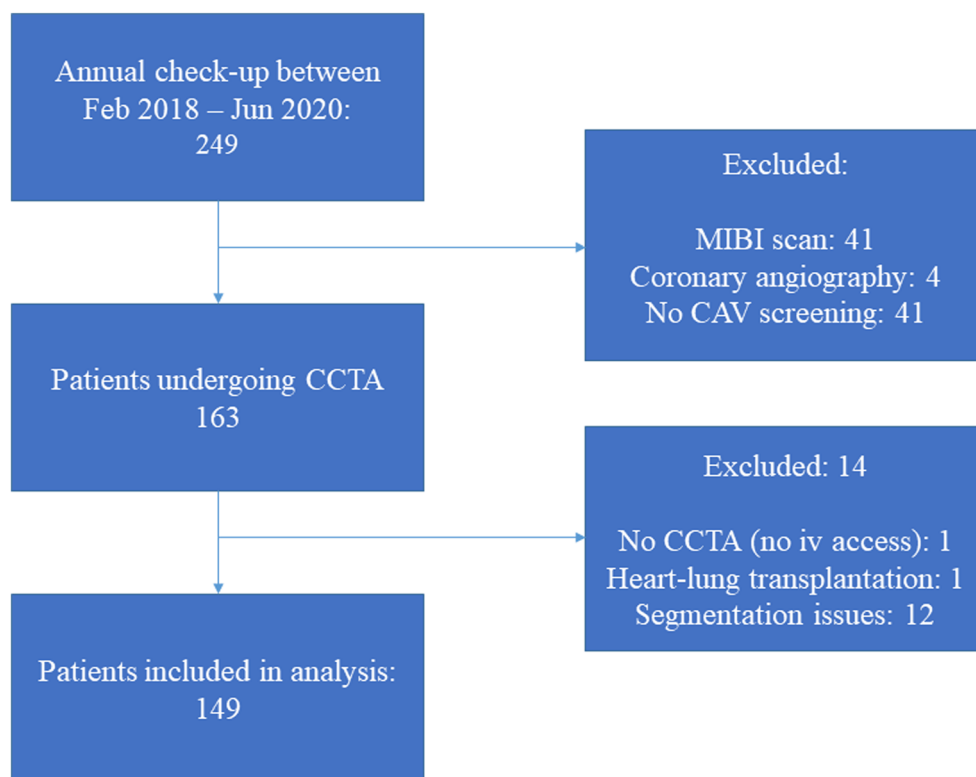 Annual check-up between
Feb 2018 – Jun 2020:
249
Excluded:
MIBI scan: 41
Coronary angiography: 4
No CAV screening: 41
Patients undergoing CCTA
163
Excluded: 14
No CCTA (no iv access): 1
Heart-lung transplantation: 1
Segmentation issues: 12
Patients included in analysis:
149